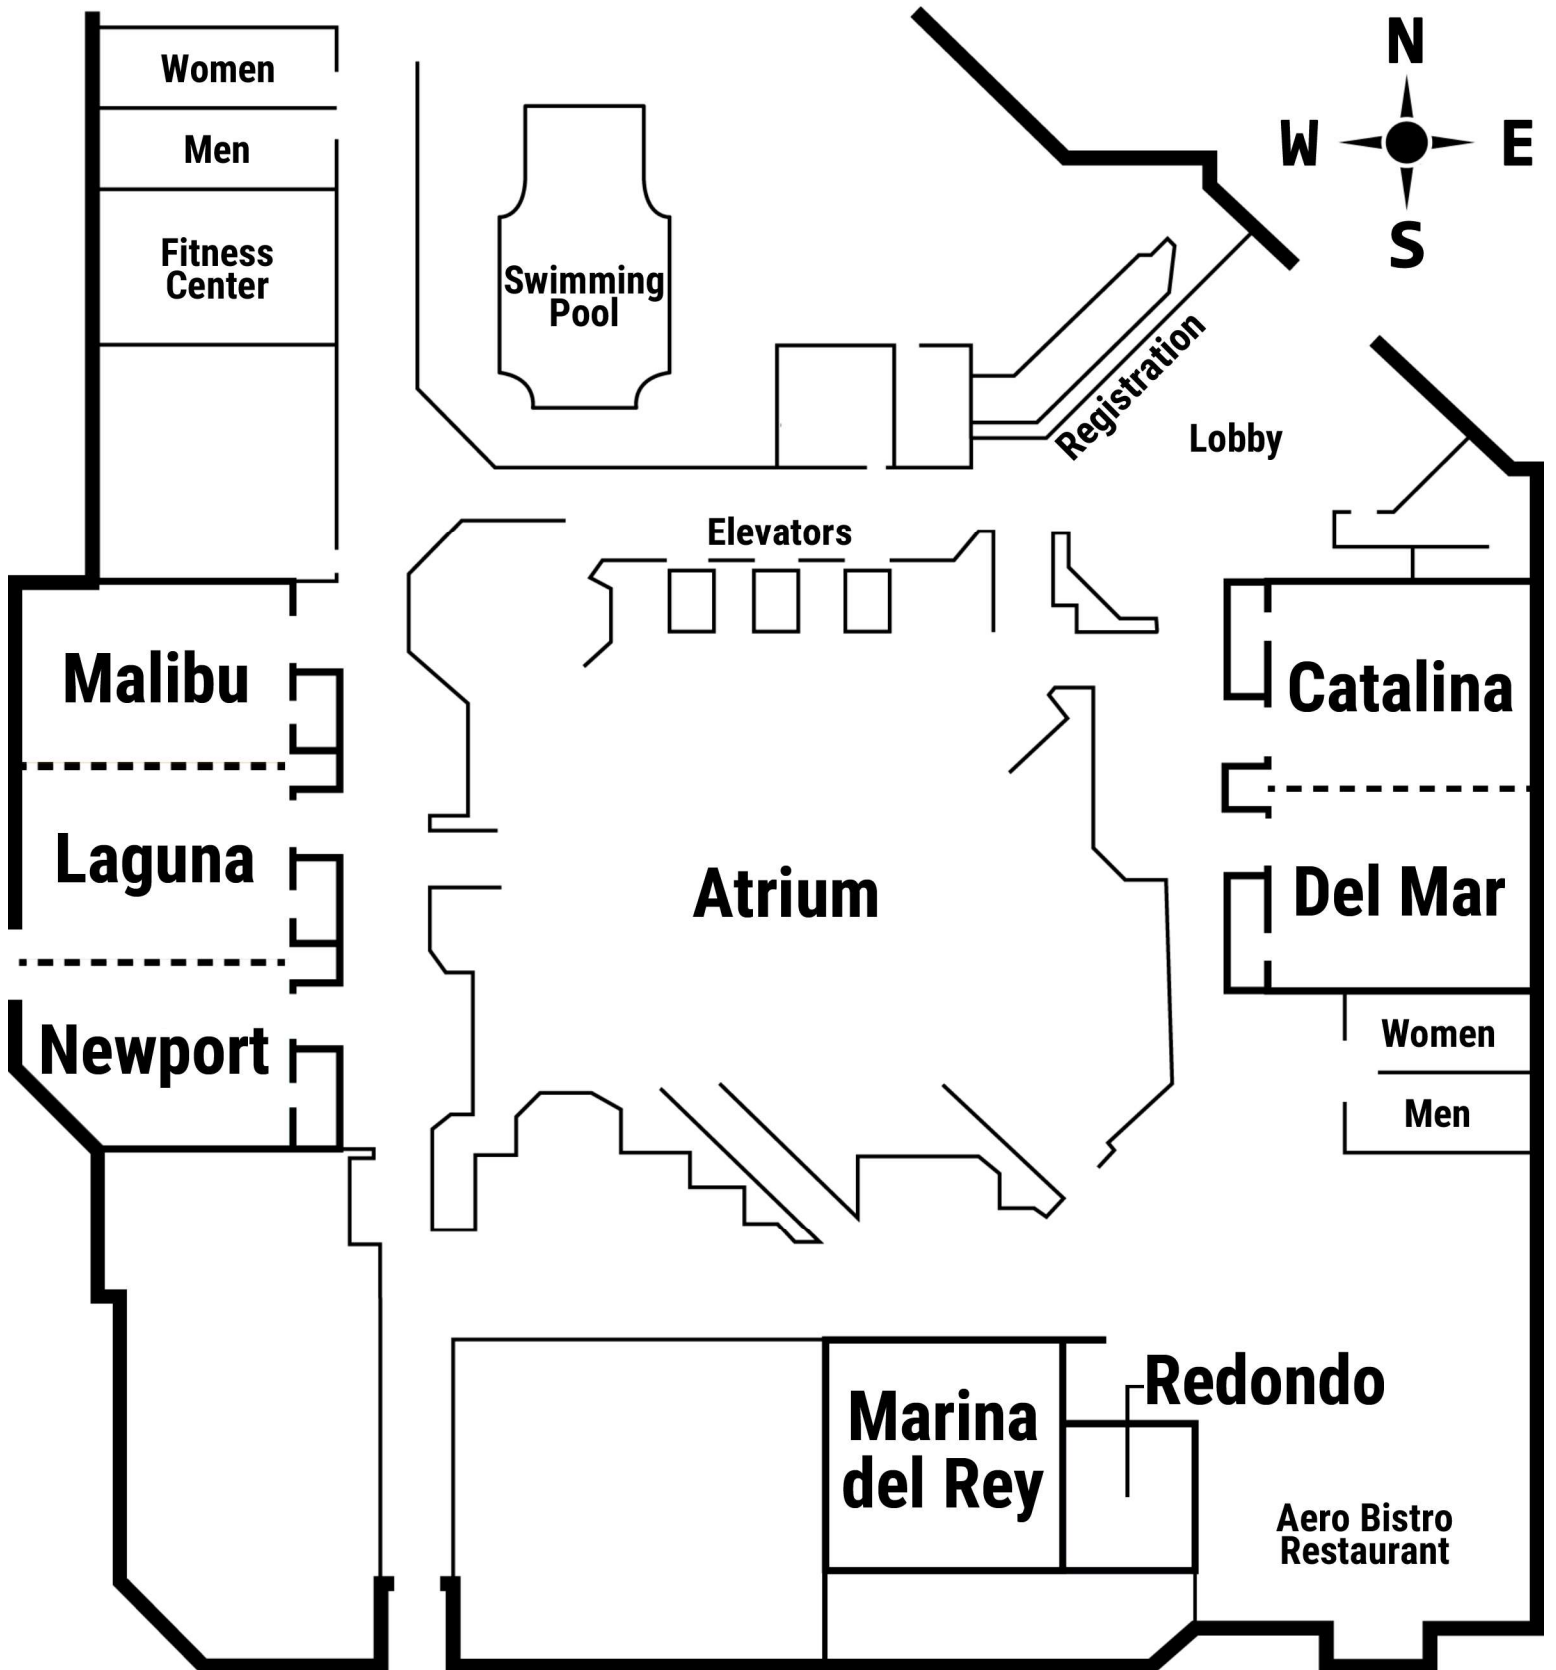 N
W
E
S
Women
Men
Fitness
Center
Swimming
Pool
Registration
Lobby
Elevators
Malibu
Catalina
Laguna
Atrium
Del Mar
Newport
Women
Men
Redondo
Marina
del Rey
Aero Bistro
Restaurant